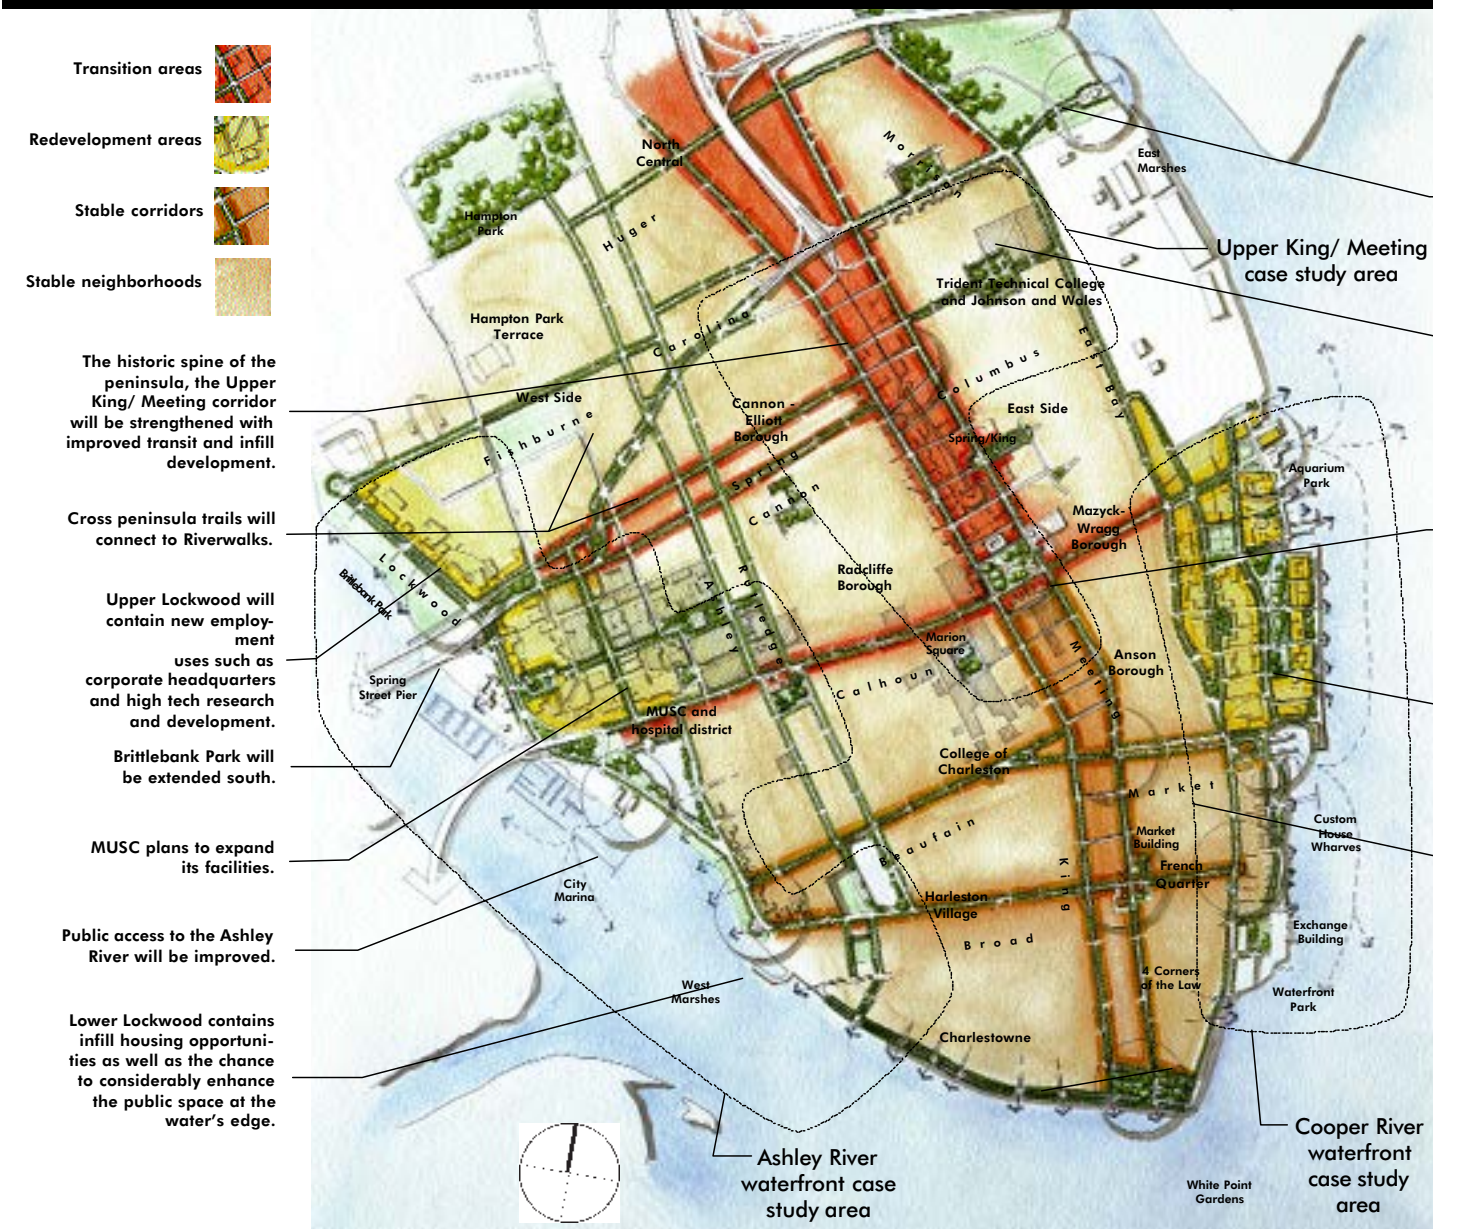 Transition areas
Redevelopment areas
Stable corridors
Stable neighborhoods
The historic spine of the
peninsula, the Upper
King/ Meeting corridor
will be strengthened with
improved transit and infill
development.
Cross peninsula trails will
connect to Riverwalks.
Upper Lockwood will
contain new employ-
ment
uses such as
corporate headquarters
and high tech research
and development.
Brittlebank Park will
be extended south.
MUSC plans to expand
its facilities.
Public access to the Ashley
River will be improved.
Lower Lockwood contains
infill housing opportuni-
ties as well as the chance
to considerably enhance
the public space at the
water's edge.
North
Central
Morrison
East
Marshes
Hampton
Park
Huger
Upper King/ Meeting
case study area
Trident Technical College
and Johnson and Wales
Hampton Park
Terrace
Carolina
East Bay
Columbus
West Side
Fishburne
Cannon -
Elliott
Borough
East Side
Spring/King
Spring
Cannon
Aquarium
Park
Mazyck-
Wragg
Borough
Lockwood
Brittlebank Park
Radcliffe
Borough
Ashley
Rutledge
Marion
Square
Meeting
Anson
Borough
Spring
Street Pier
Calhoun
MUSC and
hospital district
College of
Charleston
Market
Beaufain
Market
Building
Custom
House
Wharves
City
Marina
King
French
Quarter
Harleston
Village
Broad
Exchange
Building
4 Corners
of the Law
West
Marshes
Waterfront
Park
Charlestowne
Ashley River
waterfront case
study area
White Point
Gardens
Cooper River
waterfront
case study
area